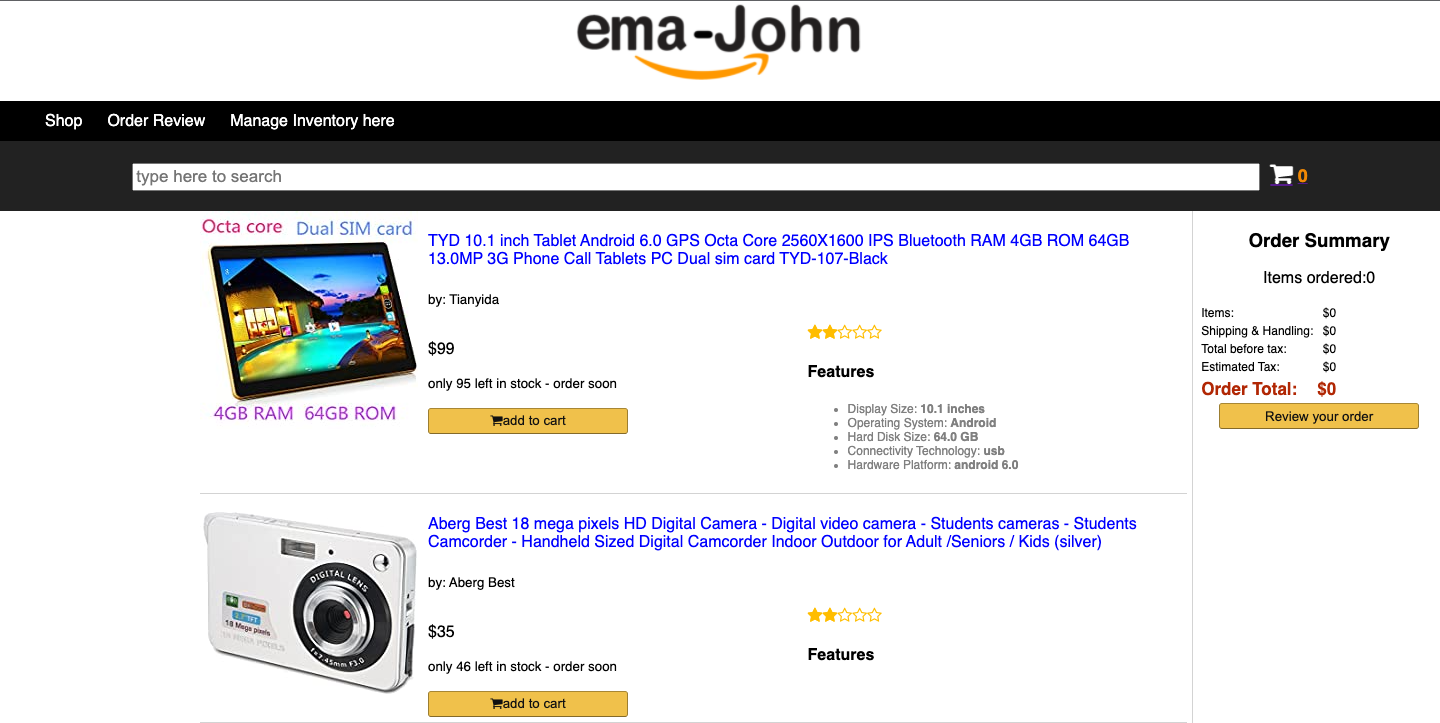 ema-John
Shop
Order Review
Manage Inventory here
type here to search
0
Octa core Dual SIM card
4GB RAM 64GB ROM
TYD 10.1 inch Tablet Android 6.0 GPS Octa Core 2560X1600 IPS Bluetooth RAM 4GB ROM 64GB
13.0MP 3G Phone Call Tablets PC Dual sim card TYD-107-Black
by: Tianyida
$99
only 95 left in stock - order soon
add to cart
Features
Display Size: 10.1 inches
Operating System: Android
Hard Disk Size: 64.0 GB
Connectivity Technology: usb
Hardware Platform: android 6.0
DIGITAL LENS
18 Mega pixels
18 MEGA PIXELS
f=7.45mm F3.0
Aberg Best 18 mega pixels HD Digital Camera - Digital video camera - Students cameras - Students
Camcorder - Handheld Sized Digital Camcorder Indoor Outdoor for Adult /Seniors / Kids (silver)
by: Aberg Best
$35
only 46 left in stock - order soon
add to cart
Features
Order Summary
Items ordered:0
Items: $0
Shipping & Handling: $0
Total before tax: $0
Estimated Tax: $0
Order Total: $0
Review your order